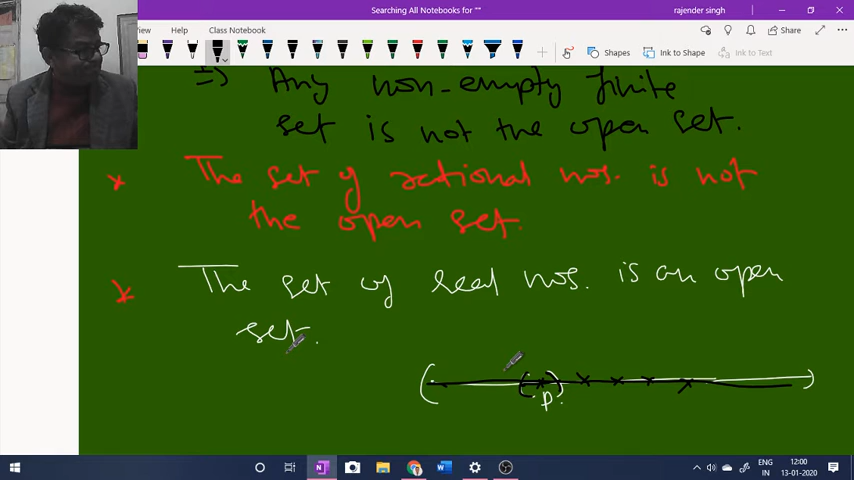 Searching All Notebooks for ""
rajender singh
View Help Class Notebook
Share
Shapes Ink to Shape Ink to Text
=) Any non-empty finite
set is not the open set.
* The set of rational nos. is not
the open set.
* The set of real nos. is an open
set.
( ( ) )
p
ENG 12:00
IN 13-01-2020